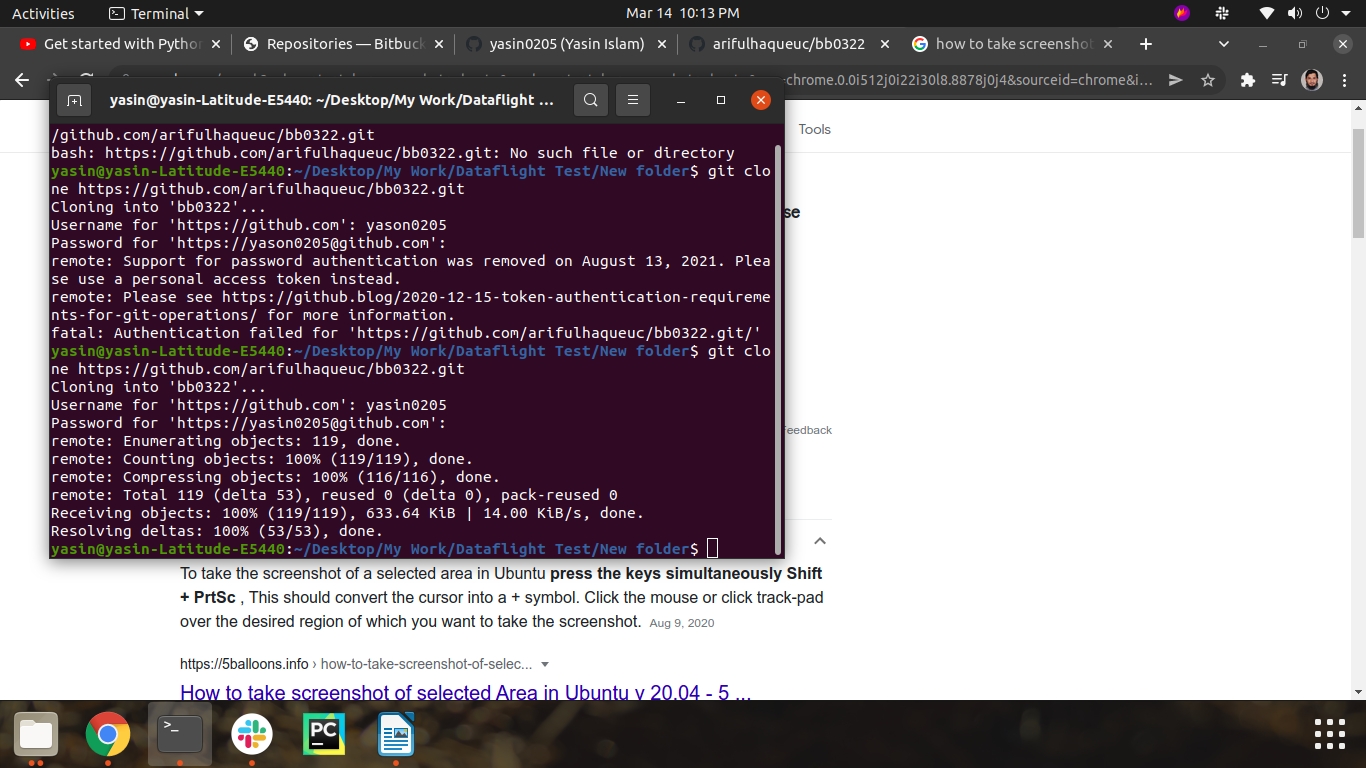 Activities
Terminal
Mar 14 10:13 PM
Get started with Python
Repositories — Bitbuck
yasin0205 (Yasin Islam)
arifulhaqueuc/bb0322
how to take screenshot
=chrome.0.0i512j0i22i30l8.8878j0j4&sourceid=chrome&i...
yasin@yasin-Latitude-E5440: ~/Desktop/My Work/Dataflight ...
Tools
/github.com/arifulhaqueuc/bb0322.git
bash: https://github.com/arifulhaqueuc/bb0322.git: No such file or directory
yasin@yasin-Latitude-E5440:~/Desktop/My Work/Dataflight Test/New folder$ git clo
ne https://github.com/arifulhaqueuc/bb0322.git
Cloning into 'bb0322'...
Username for 'https://github.com': yason0205
Password for 'https://yason0205@github.com':
remote: Support for password authentication was removed on August 13, 2021. Plea
se use a personal access token instead.
remote: Please see https://github.blog/2020-12-15-token-authentication-requireme
nts-for-git-operations/ for more information.
fatal: Authentication failed for 'https://github.com/arifulhaqueuc/bb0322.git/'
yasin@yasin-Latitude-E5440:~/Desktop/My Work/Dataflight Test/New folder$ git clo
ne https://github.com/arifulhaqueuc/bb0322.git
Cloning into 'bb0322'...
Username for 'https://github.com': yasin0205
Password for 'https://yasin0205@github.com':
remote: Enumerating objects: 119, done.
remote: Counting objects: 100% (119/119), done.
remote: Compressing objects: 100% (116/116), done.
remote: Total 119 (delta 53), reused 0 (delta 0), pack-reused 0
Receiving objects: 100% (119/119), 633.64 KiB | 14.00 KiB/s, done.
Resolving deltas: 100% (53/53), done.
yasin@yasin-Latitude-E5440:~/Desktop/My Work/Dataflight Test/New folder$
se
Feedback
To take the screenshot of a selected area in Ubuntu press the keys simultaneously Shift
+ PrtSc , This should convert the cursor into a + symbol. Click the mouse or click track-pad
over the desired region of which you want to take the screenshot. Aug 9, 2020
https://5balloons.info › how-to-take-screenshot-of-selec...
How to take screenshot of selected Area in Ubuntu v 20.04 - 5 ...
>_
PC